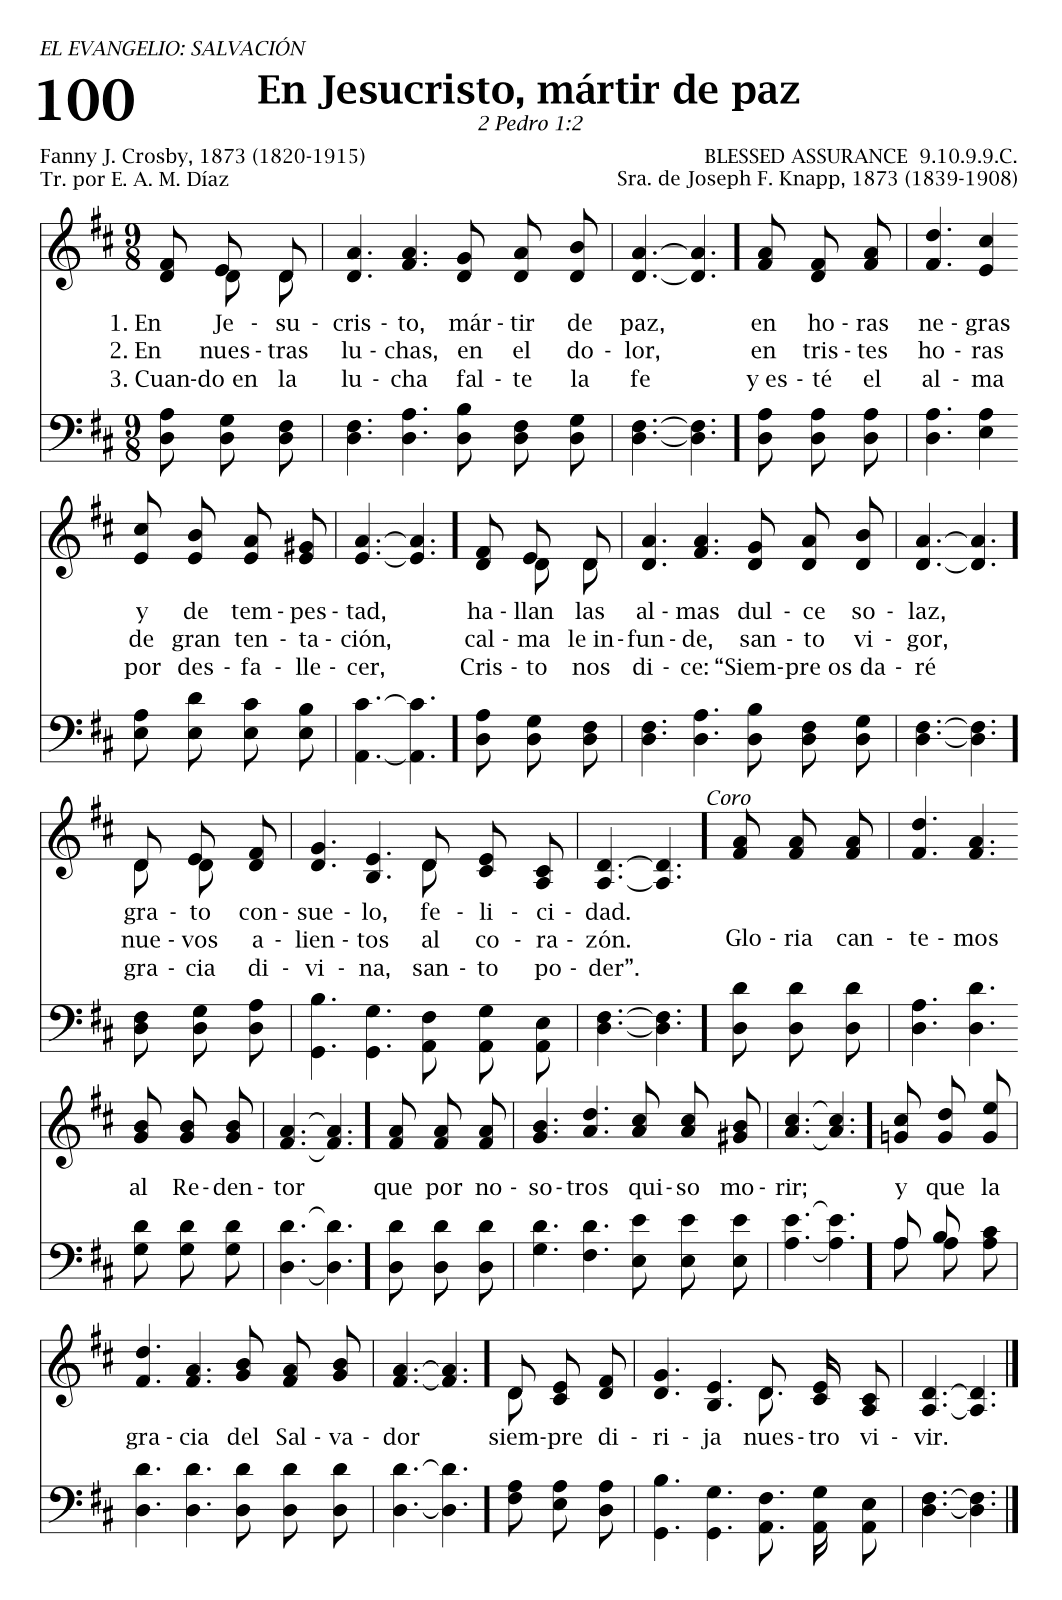 EL EVANGELIO: SALVACIÓN
100 En Jesucristo, mártir de paz
2 Pedro 1:2
Fanny J. Crosby, 1873 (1820-1915) BLESSED ASSURANCE 9.10.9.9.C.
Tr. por E. A. M. Díaz Sra. de Joseph F. Knapp, 1873 (1839-1908)
9 8
1. En Je - su - cris - to, már - tir de paz, en ho - ras ne - gras
2. En nues - tras lu - chas, en el do - lor, en tris - tes ho - ras
3. Cuan-do en la lu - cha fal - te la fe y es - té el al - ma
9 8
y de tem - pes - tad, ha - llan las al - mas dul - ce so - laz,
de gran ten - ta - ción, cal - ma le in - fun - de, san - to vi - gor,
por des - fa - lle - cer, Cris - to nos di - ce: “Siem-pre os da - ré
Coro
gra - to con - sue - lo, fe - li - ci - dad.
nue - vos a - lien - tos al co - ra - zón. Glo - ria can - te - mos
gra - cia di - vi - na, san - to po - der”.
al Re - den - tor que por no - so - tros qui - so mo - rir; y que la
gra - cia del Sal - va - dor siem-pre di - ri - ja nues - tro vi - vir.